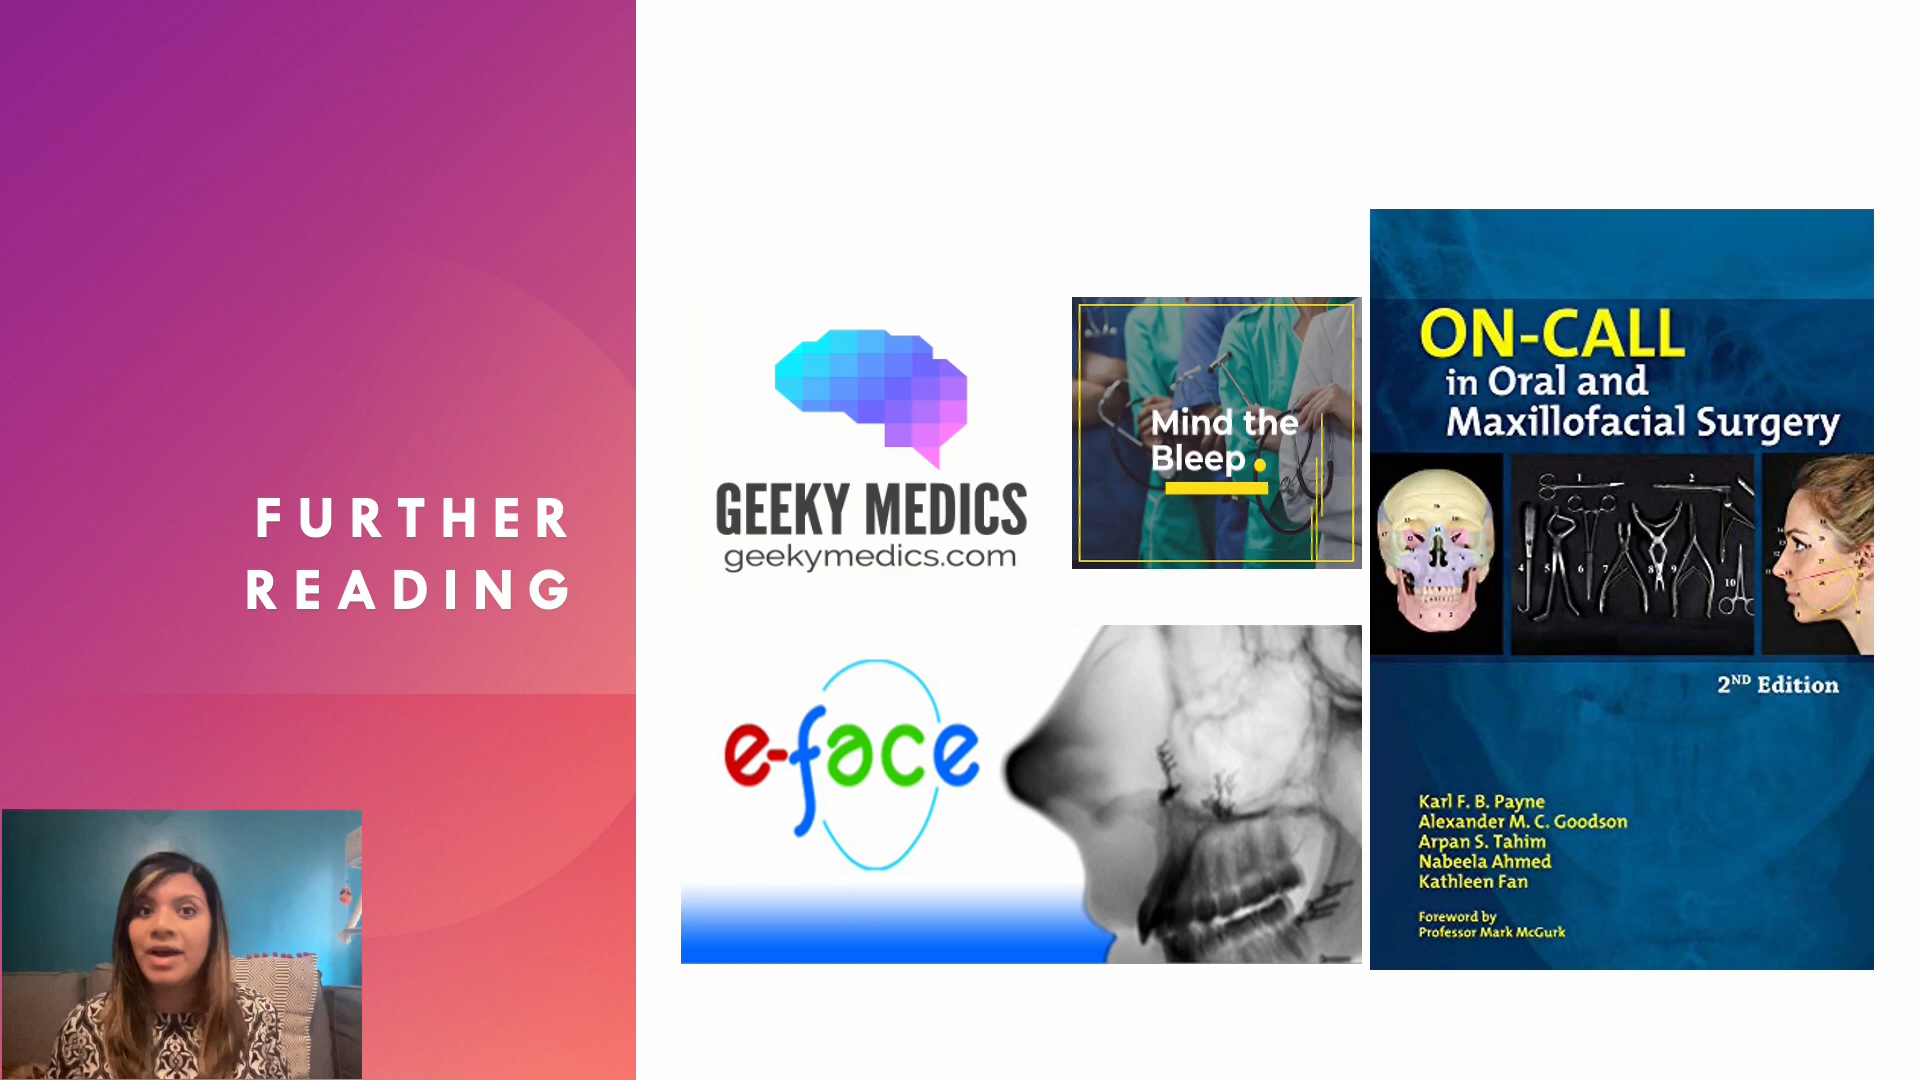 FURTHER
READING
GEEKY MEDICS
geekymedics.com
Mind the
Bleep.
e-face
ON-CALL
in Oral and
Maxillofacial Surgery
2ND Edition
Karl F. B. Payne
Alexander M. C. Goodson
Arpan S. Tahim
Nabeela Ahmed
Kathleen Fan
Foreword by
Professor Mark McGurk